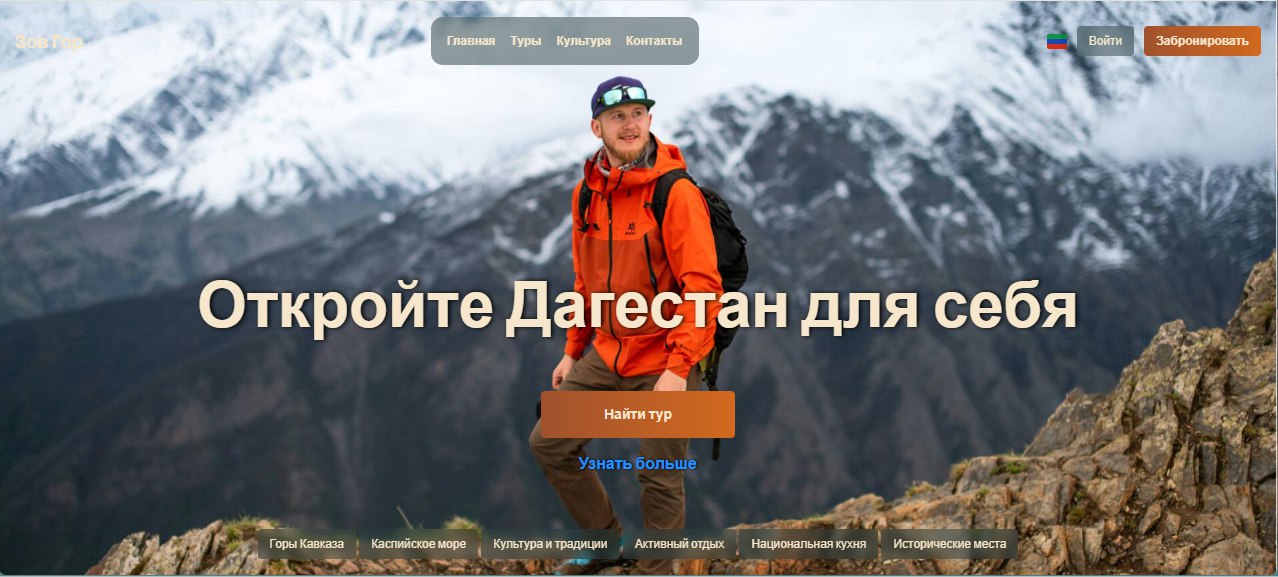 Зов Гор
Главная Туры Культура Контакты
Войти
Забронировать
Откройте Дагестан для себя
Найти тур
Узнать больше
Горы Кавказа Каспийское море Культура и традиции Активный отдых Национальная кухня Исторические места